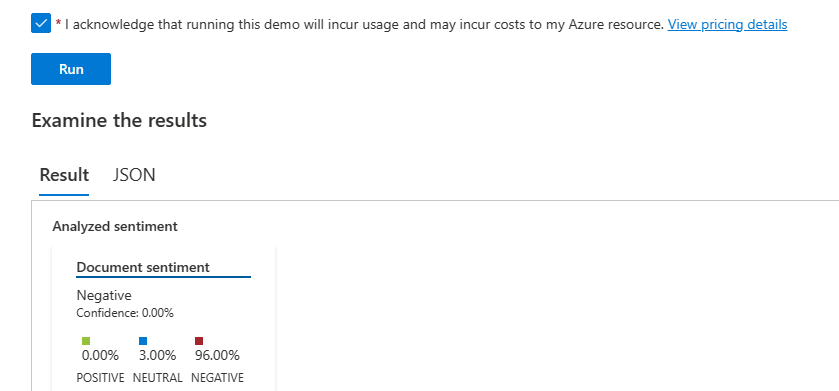 * I acknowledge that running this demo will incur usage and may incur costs to my Azure resource. View pricing details
Run
Examine the results
Result JSON
Analyzed sentiment
Document sentiment
Negative
Confidence: 0.00%
0.00% 3.00% 96.00%
POSITIVE NEUTRAL NEGATIVE